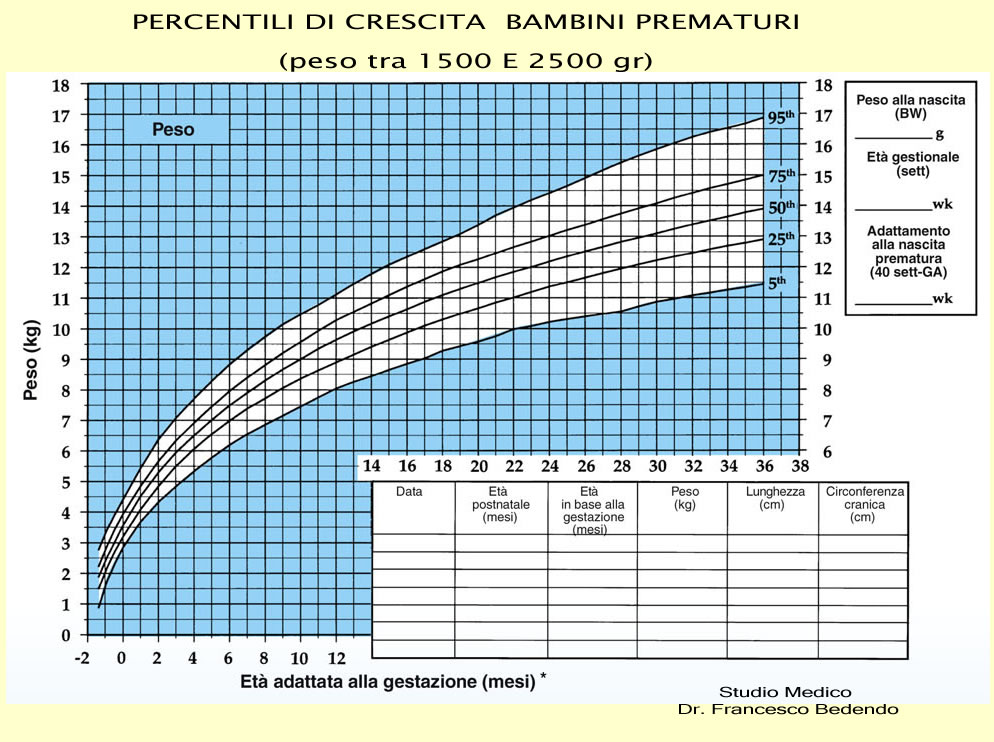 PERCENTILI DI CRESCITA BAMBINI PREMATURI
(peso tra 1500 E 2500 gr)
Peso
Peso (kg)
18
17
16
15
14
13
12
11
10
9
8
7
6
5
4
3
2
1
0
-2 0 2 4 6 8 10 12
14 16 18 20 22 24 26 28 30 32 34 36 38
18
17
16
15
14
13
12
11
10
9
8
7
6
95th
75th
50th
25th
5th
Peso alla nascita
(BW)
______ g
Età gestionale
(sett)
______wk
Adattamento
alla nascita
prematura
(40 sett-GA)
______wk
Data
Età
postnatale
(mesi)
Età
in base alla
gestazione
(mesi)
Peso
(kg)
Lunghezza
(cm)
Circonferenza
cranica
(cm)
Età adattata alla gestazione (mesi) *
Studio Medico
Dr. Francesco Bedendo